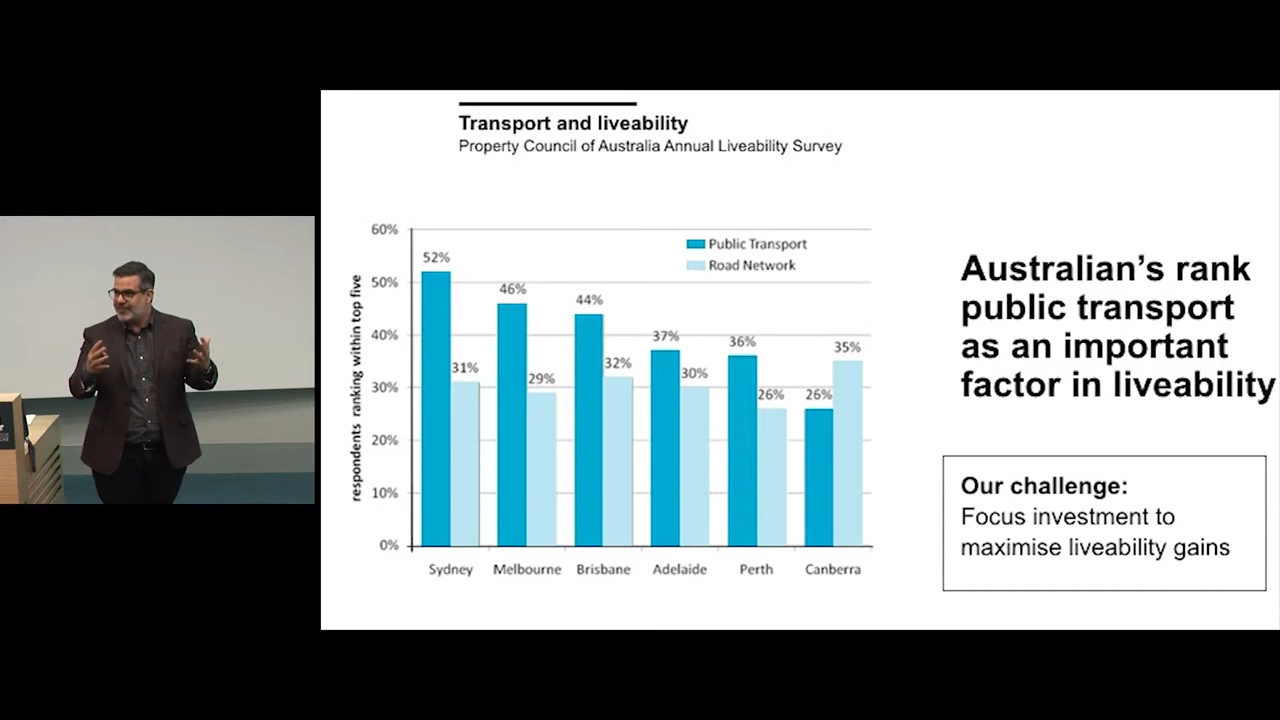 Transport and liveability
Property Council of Australia Annual Liveability Survey
respondents ranking within top five
60%
50%
40%
30%
20%
10%
0%
Public Transport
Road Network
52%
31%
46%
29%
44%
32%
37%
30%
36%
26%
26%
35%
Sydney
Melbourne
Brisbane
Adelaide
Perth
Canberra
Australian's rank
public transport
as an important
factor in liveability
Our challenge:
Focus investment to
maximise liveability gains